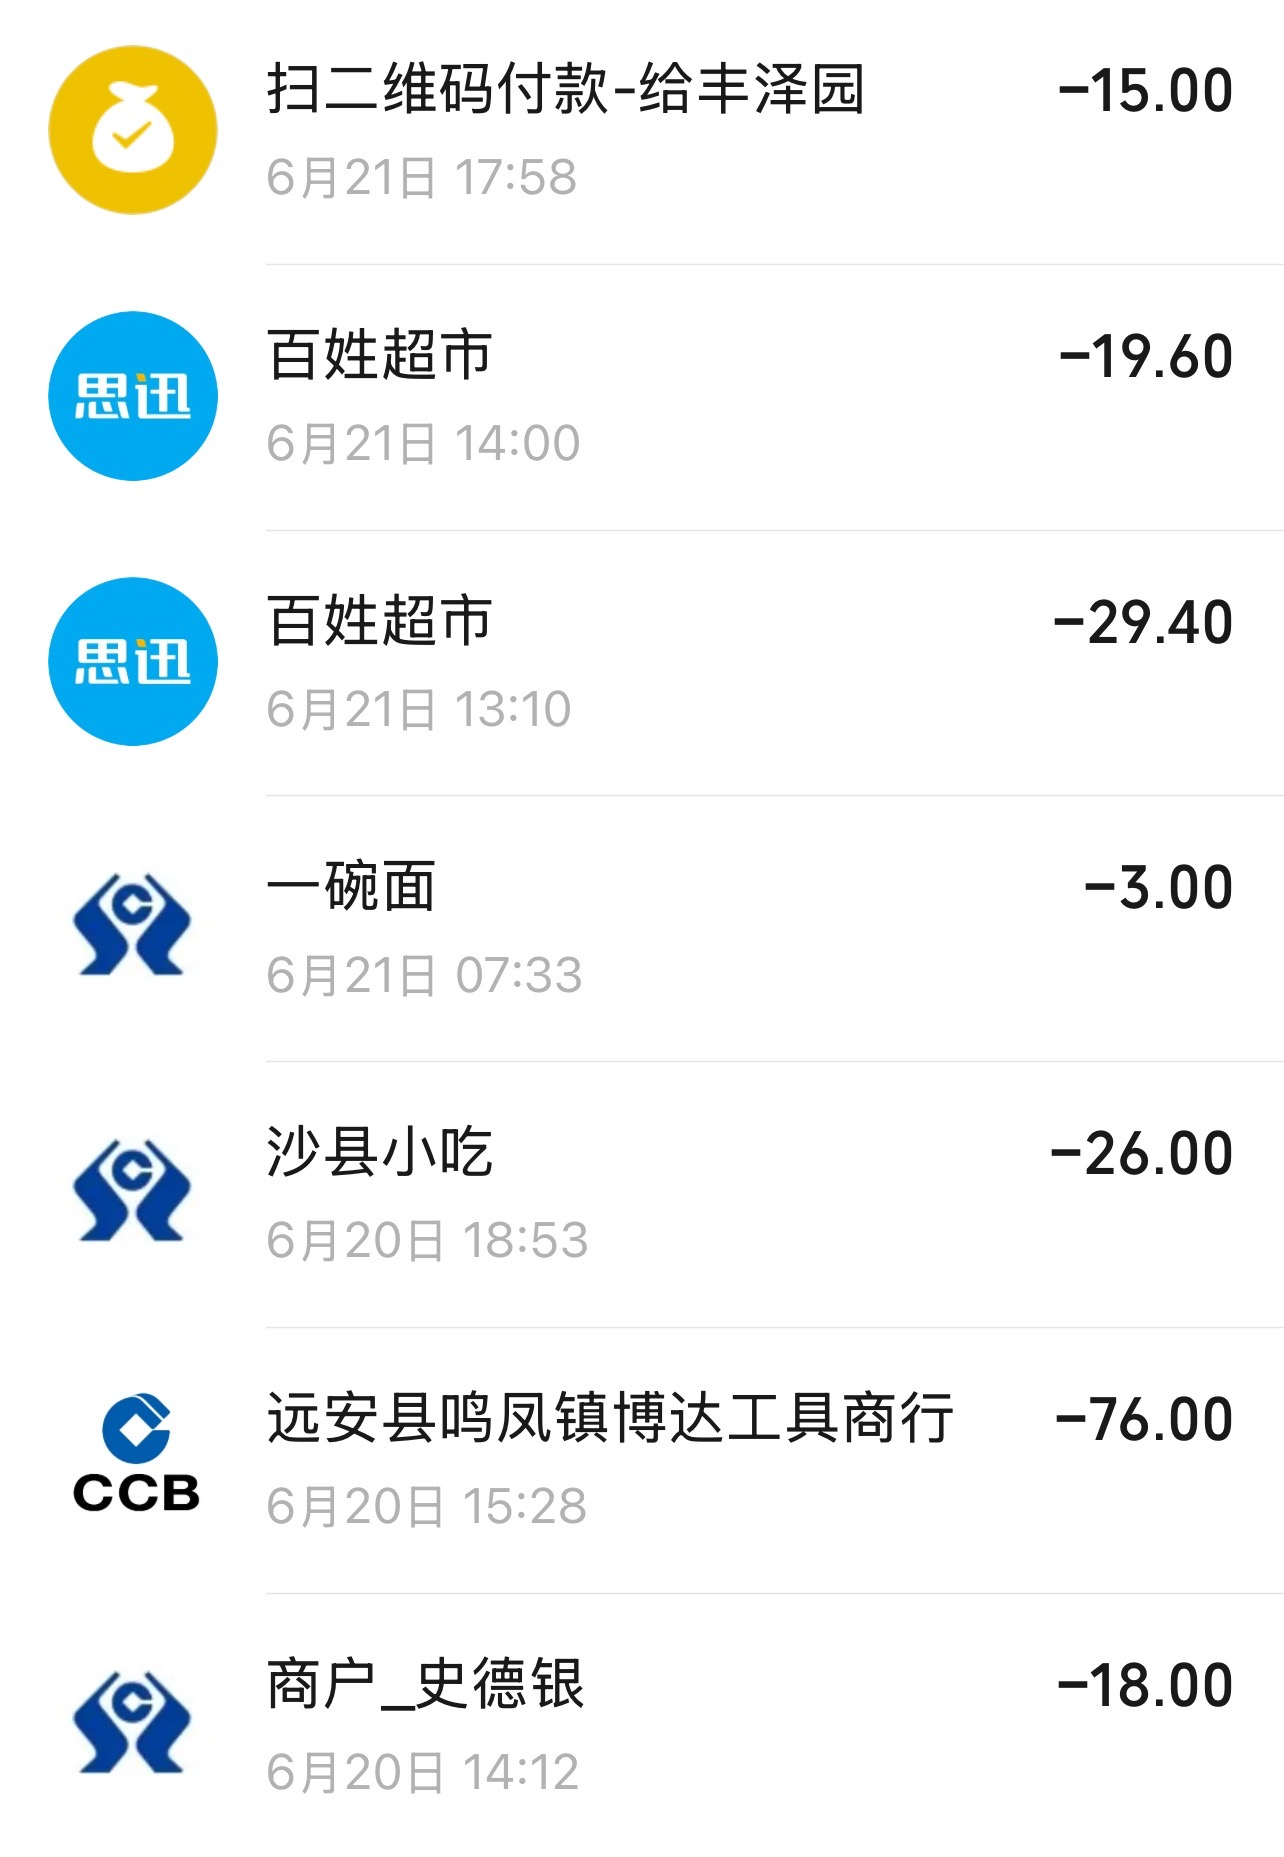 扫二维码付款-给丰泽园
-15.00
6月21日 17:58
思迅
百姓超市
-19.60
6月21日 14:00
思迅
百姓超市
-29.40
6月21日 13:10
一碗面
-3.00
6月21日 07:33
沙县小吃
-26.00
6月20日 18:53
远安县鸣凤镇博达工具商行
-76.00
CCB
6月20日 15:28
商户_史德银
-18.00
6月20日 14:12